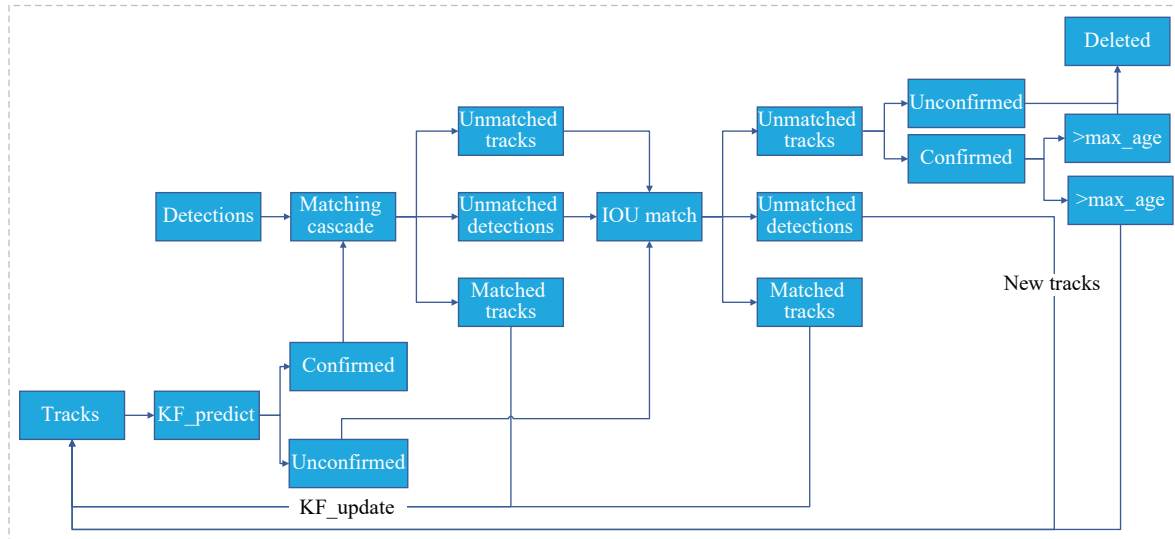 Deleted
Unconfirmed
Unmatched
tracks
Unmatched
tracks
>max_age
Confirmed
>max_age
Detections
Matching
cascade
Unmatched
detections
IOU match
Unmatched
detections
New tracks
Matched
tracks
Matched
tracks
Confirmed
Tracks
KF_predict
Unconfirmed
KF_update